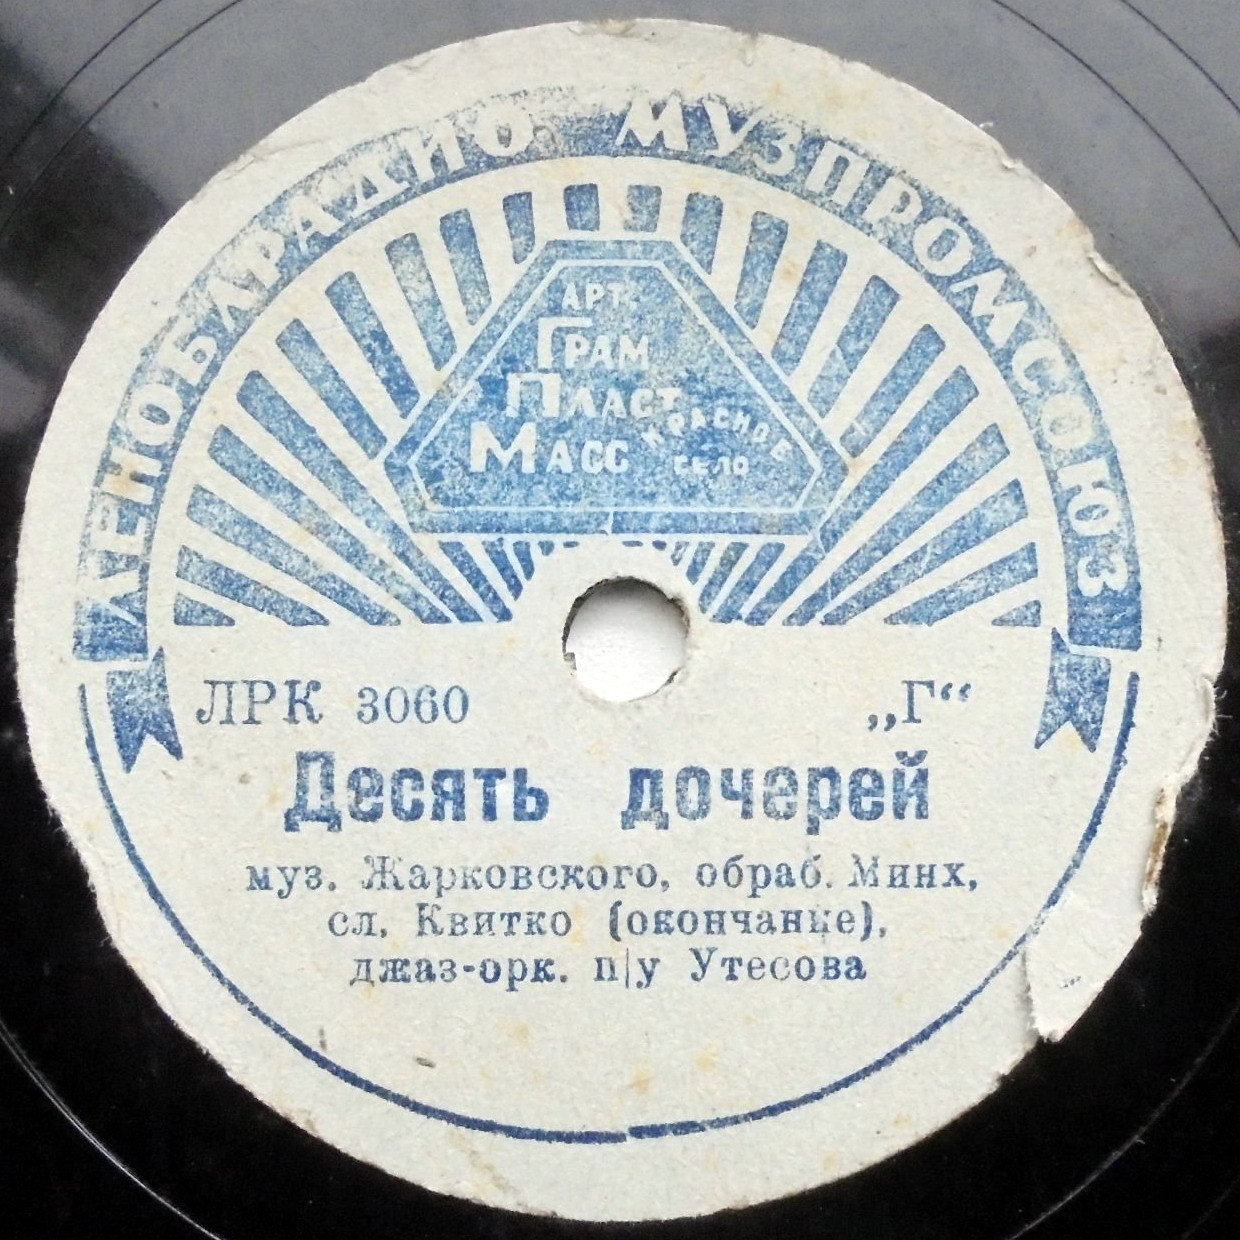 ЛЕНОБЛРАДИО МУЗПРОМСОЮЗ
АРТ.
ГРАМ
ПЛАСТ
МАСС
КРАСНОЕ
СЕЛО
ЛРК 3060 „Г“
Десять дочерей
муз. Жарковского, обраб. Минх,
сл. Квитко (окончание),
джаз-орк. п/у Утесова